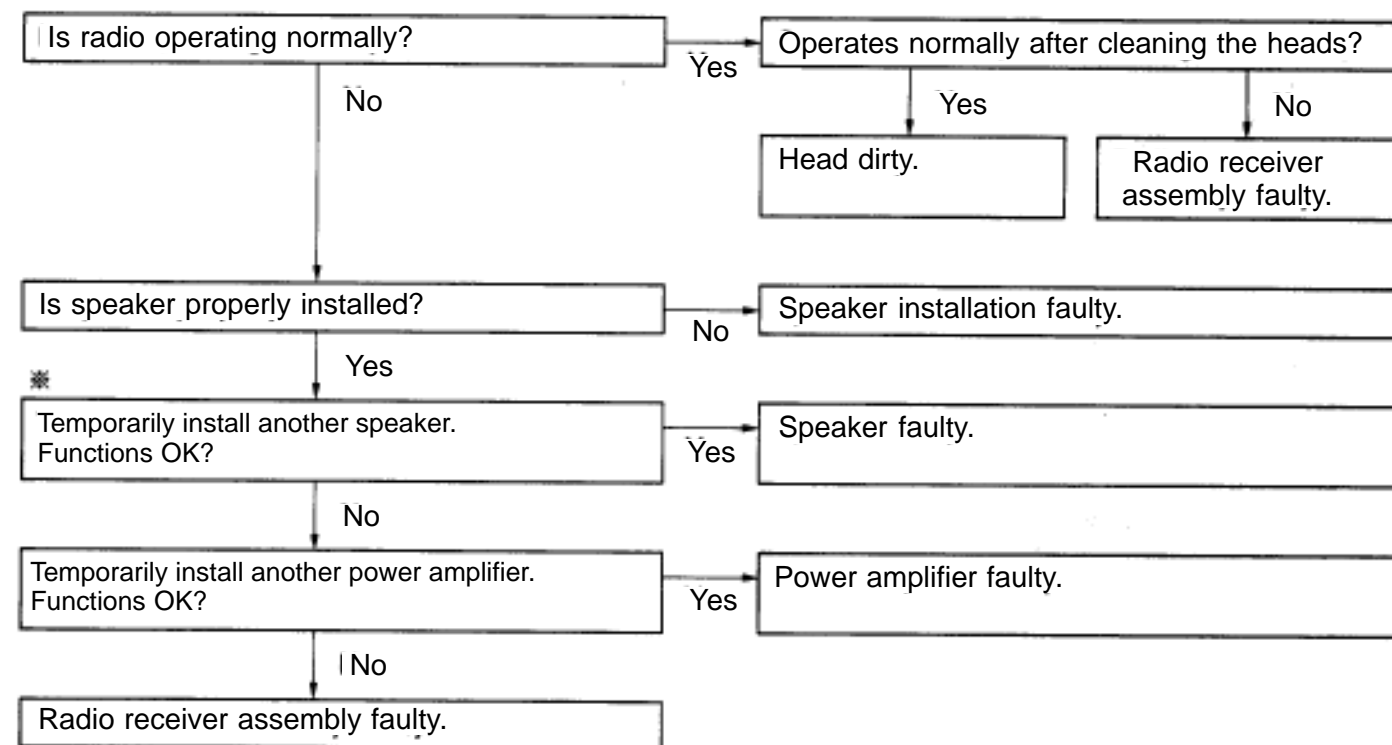 Is radio operating normally?
Yes
Operates normally after cleaning the heads?
No
Yes
No
Head dirty.
Radio receiver
assembly faulty.
Is speaker properly installed?
No
Speaker installation faulty.
Yes
※
Temporarily install another speaker.
Functions OK?
Yes
Speaker faulty.
No
Temporarily install another power amplifier.
Functions OK?
Yes
Power amplifier faulty.
No
Radio receiver assembly faulty.